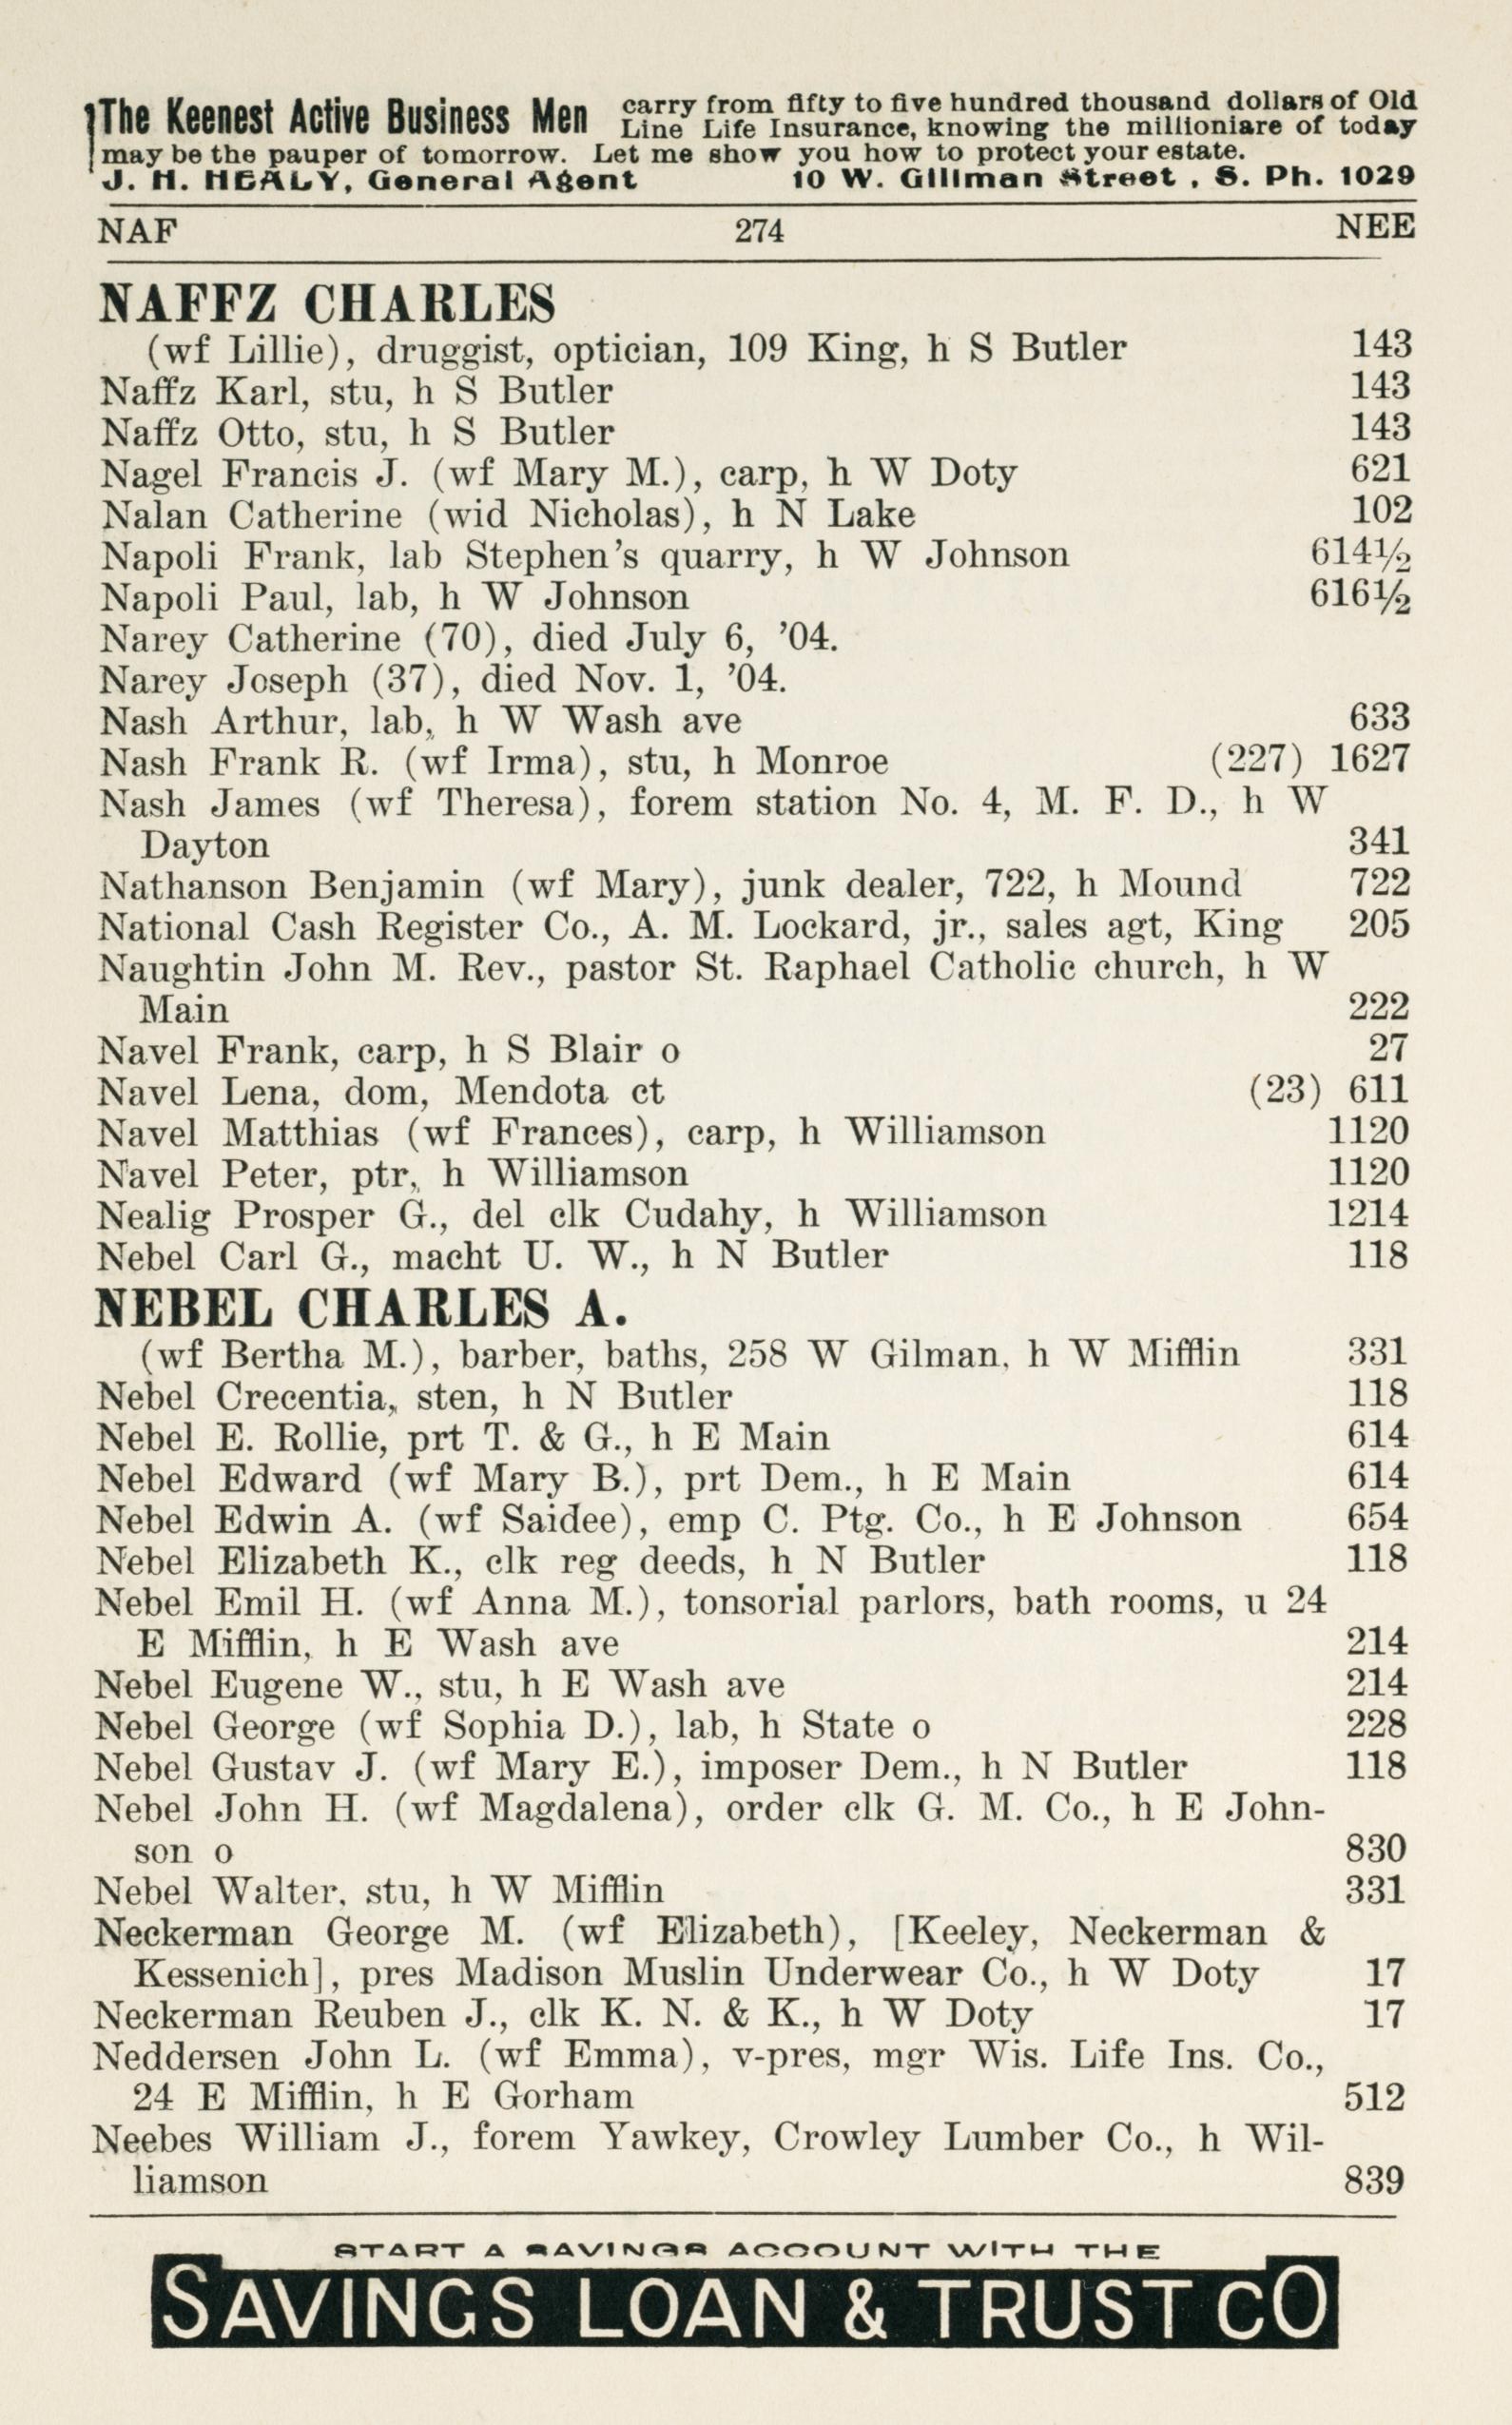 The Keenest Active Business Men carry from fifty to five hundred thousand dollars of Old
Line Life Insurance, knowing the millioniare of today
may be the pauper of tomorrow. Let me show you how to protect your estate.
J. H. HEALY, General Agent 10 W. Gillman Street , S. Ph. 1029
NAF 274 NEE
NAFFZ CHARLES
(wf Lillie), druggist, optician, 109 King, h S Butler 143
Naffz Karl, stu, h S Butler 143
Naffz Otto, stu, h S Butler 143
Nagel Francis J. (wf Mary M.), carp, h W Doty 621
Nalan Catherine (wid Nicholas), h N Lake 102
Napoli Frank, lab Stephen's quarry, h W Johnson 614½
Napoli Paul, lab, h W Johnson 616½
Narey Catherine (70), died July 6, '04.
Narey Joseph (37), died Nov. 1, '04.
Nash Arthur, lab, h W Wash ave 633
Nash Frank R. (wf Irma), stu, h Monroe (227) 1627
Nash James (wf Theresa), forem station No. 4, M. F. D., h W
Dayton 341
Nathanson Benjamin (wf Mary), junk dealer, 722, h Mound 722
National Cash Register Co., A. M. Lockard, jr., sales agt, King 205
Naughtin John M. Rev., pastor St. Raphael Catholic church, h W
Main 222
Navel Frank, carp, h S Blair o 27
Navel Lena, dom, Mendota ct (23) 611
Navel Matthias (wf Frances), carp, h Williamson 1120
Navel Peter, ptr, h Williamson 1120
Nealig Prosper G., del clk Cudahy, h Williamson 1214
Nebel Carl G., macht U. W., h N Butler 118
NEBEL CHARLES A.
(wf Bertha M.), barber, baths, 258 W Gilman, h W Mifflin 331
Nebel Crecentia, sten, h N Butler 118
Nebel E. Rollie, prt T. & G., h E Main 614
Nebel Edward (wf Mary B.), prt Dem., h E Main 614
Nebel Edwin A. (wf Saidee), emp C. Ptg. Co., h E Johnson 654
Nebel Elizabeth K., clk reg deeds, h N Butler 118
Nebel Emil H. (wf Anna M.), tonsorial parlors, bath rooms, u 24
E Mifflin, h E Wash ave 214
Nebel Eugene W., stu, h E Wash ave 214
Nebel George (wf Sophia D.), lab, h State o 228
Nebel Gustav J. (wf Mary E.), imposer Dem., h N Butler 118
Nebel John H. (wf Magdalena), order clk G. M. Co., h E John-
son o 830
Nebel Walter. stu, h W Mifflin 331
Neckerman George M. (wf Elizabeth), [Keeley, Neckerman &
Kessenich], pres Madison Muslin Underwear Co., h W Doty 17
Neckerman Reuben J., clk K. N. & K., h W Doty 17
Neddersen John L. (wf Emma), v-pres, mgr Wis. Life Ins. Co.,
24 E Mifflin, h E Gorham 512
Neebes William J., forem Yawkey, Crowley Lumber Co., h Wil-
liamson 839
START A SAVINGS ACCOUNT WITH THE
SAVINGS LOAN & TRUST CO